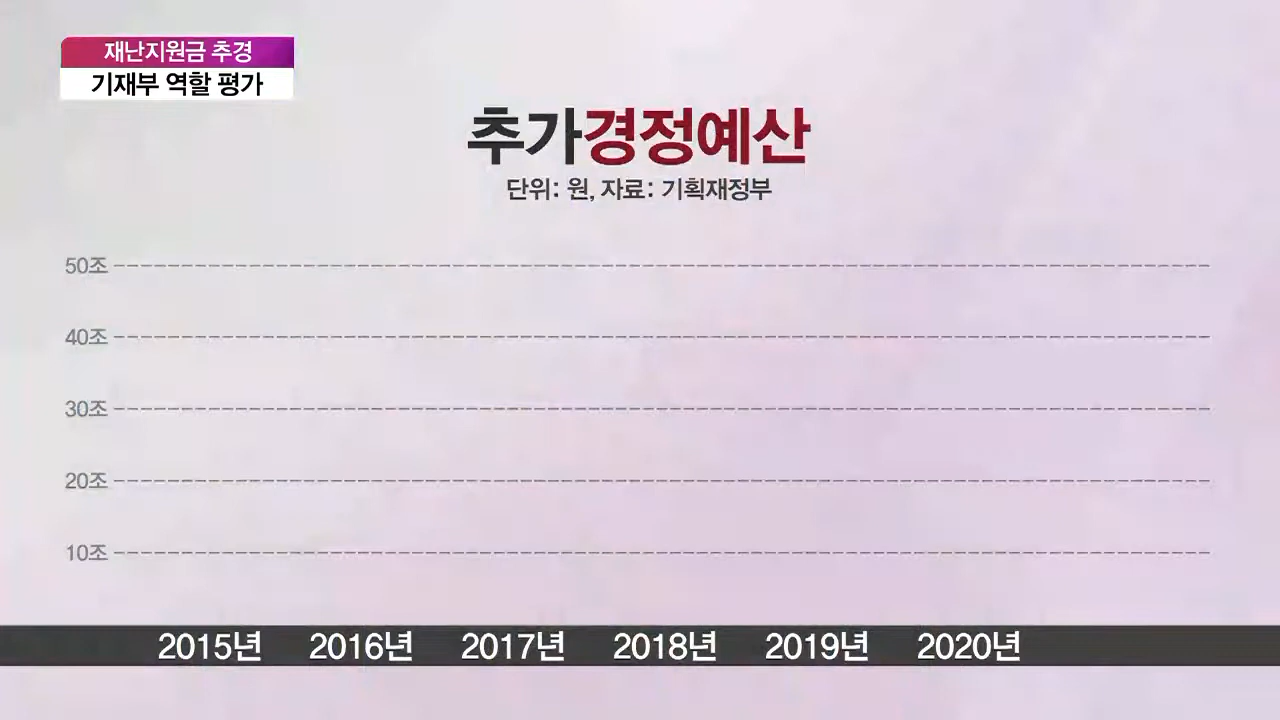 재난지원금 추경
기재부 역할 평가
추가경정예산
단위: 원, 자료: 기획재정부
50조
40조
30조
20조
10조
2015년 2016년 2017년 2018년 2019년 2020년